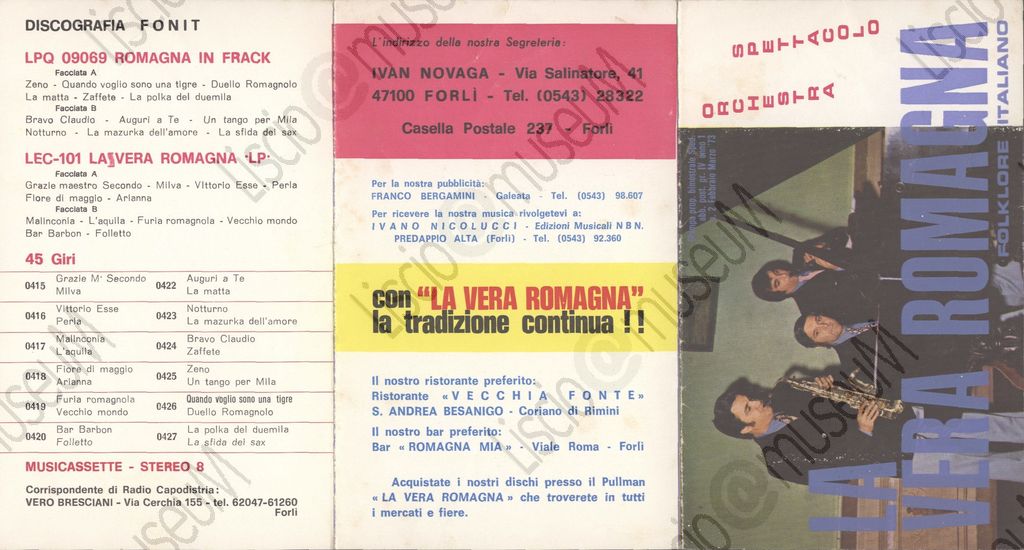 DISCOGRAFIA FONIT
LPQ 09069 ROMAGNA IN FRACK
Facciata A
Zeno - Quando voglio sono una tigre - Duello Romagnolo
La matta - Zaffete - La polka del duemila
Facciata B
Bravo Claudio - Auguri a Te - Un tango per Mila
Notturno - La mazurka dell'amore - La sfida del sax
LEC-101 LA VERA ROMAGNA "LP"
Facciata A
Grazie maestro Secondo - Milva - Vittorio Esse - Perla
Fiore di maggio - Arianna
Facciata B
Malinconia - L'aquila - Furia romagnola - Vecchio mondo
Bar Barbon - Folletto
45 Giri
0415 Grazie M° Secondo 0422 Auguri a Te
Milva La matta
0416 Vittorio Esse 0423 Notturno
Perla La mazurka dell'amore
0417 Malinconia 0424 Bravo Claudio
L'aquila Zaffete
0418 Fiore di maggio 0425 Zeno
Arianna Un tango per Mila
0419 Furia romagnola 0426 Quando voglio sono una tigre
Vecchio mondo Duello Romagnolo
0420 Bar Barbon 0427 La polka del duemila
Folletto La sfida del sax
MUSICASSETTE - STEREO 8
Corrispondente di Radio Capodistria:
VERO BRESCIANI - Via Cerchia 155 - tel. 62047-61260
Forlì
L'indirizzo della nostra Segreteria:
IVAN NOVAGA - Via Salinatore, 41
47100 FORLÌ - Tel. (0543) 28322
Casella Postale 237 - Forlì
Per la nostra pubblicità:
FRANCO BERGAMINI - Galeata - Tel. (0543) 98.607
Per ricevere la nostra musica rivolgetevi a:
IVANO NICOLUCCI - Edizioni Musicali NBN.
PREDAPPIO ALTA (Forlì) - Tel. (0543) 92.360
con "LA VERA ROMAGNA"
la tradizione continua !!
Il nostro ristorante preferito:
Ristorante «VECCHIA FONTE»
S. ANDREA BESANIGO - Coriano di Rimini
Il nostro bar preferito:
Bar «ROMAGNA MIA» - Viale Roma - Forlì
Acquistate i nostri dischi presso il Pullman
«LA VERA ROMAGNA» che troverete in tutti
i mercati e fiere.
ORCHESTRA SPETTACOLO
LA
VERA ROMAGNA
FOLKLORE ITALIANO
Febbraio Marzo '73
Liscio@museuM